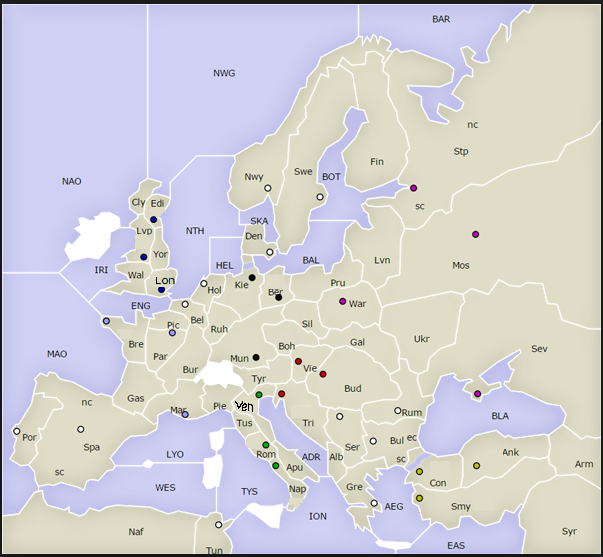 BAR
NWG
nc
Stp
Fin
Swe
BOT
Nwy
NAO
Cly Edi
sc
SKA
Lvp
NTH
Den
Yor
BAL
Lvn
Mos
IRI
HEL
Wal
Lon
Kie
Ber
Pru
Hol
War
ENG
Bel
Pic
Ruh
Sil
Ukr
Bre
Gal
Sev
MAO
Par
Mun
Boh
Vie
Bur
Tyr
Bud
nc
Gas
Mar
Pie
Rum
BLA
Por
Tus
Tri
Spa
Ser
Bul ec
Ank
LYO
Rom
ADR
Alb
sc
Arm
sc
Apu
Con
WES
TYS
Nap
Gre
AEG
Smy
ION
Naf
Syr
EAS
Tun